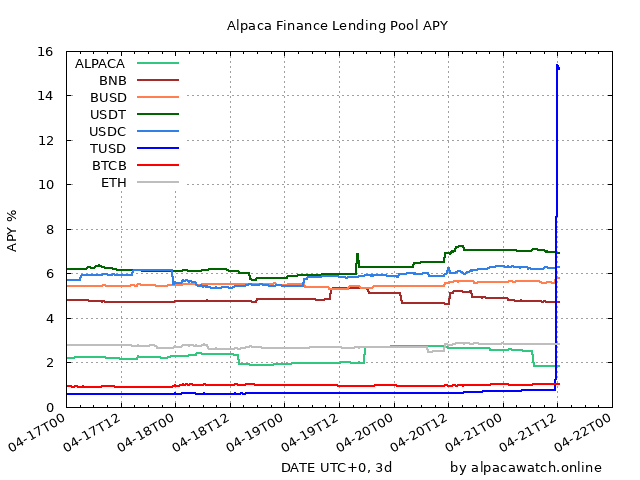 Alpaca Finance Lending Pool APY
16
14
12
10
8
6
4
2
0
APY %
ALPACA
BNB
BUSD
USDT
USDC
TUSD
BTCB
ETH
04-17T00
04-17T12
04-18T00
04-18T12
04-19T00
04-19T12
04-20T00
04-20T12
04-21T00
04-21T12
04-22T00
DATE UTC+0, 3d
by alpacawatch.online